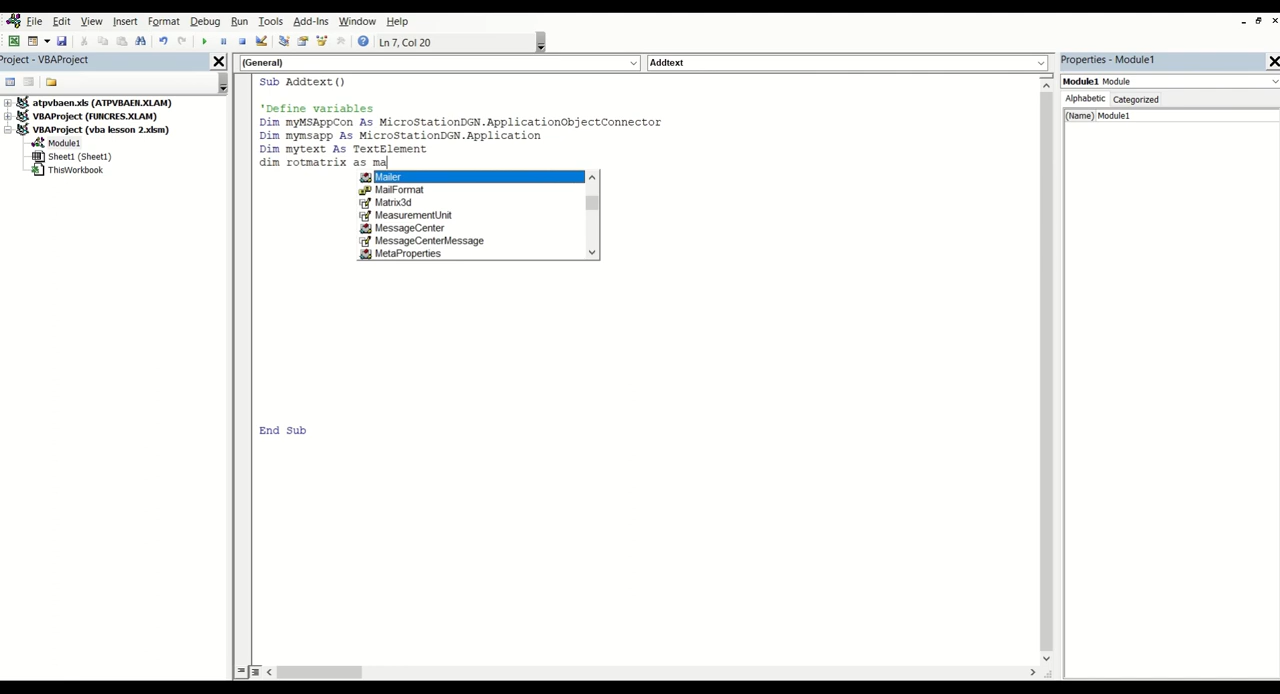 File Edit View Insert Format Debug Run Tools Add-Ins Window Help
Ln 7, Col 20
Project - VBAProject
(General)
Addtext
Properties - Module1
Module1 Module
Alphabetic Categorized
(Name) Module1
atpvbaen.xls (ATPVBAEN.XLAM)
VBAProject (FUNCRES.XLAM)
VBAProject (vba lesson 2.xlsm)
Module1
Sheet1 (Sheet1)
ThisWorkbook
Sub Addtext()
'Define variables
Dim myMSAppCon As MicroStationDGN.ApplicationObjectConnector
Dim mymsapp As MicroStationDGN.Application
Dim mytext As TextElement
dim rotmatrix as ma
Mailer
MailFormat
Matrix3d
MeasurementUnit
MessageCenter
MessageCenterMessage
MetaProperties
End Sub